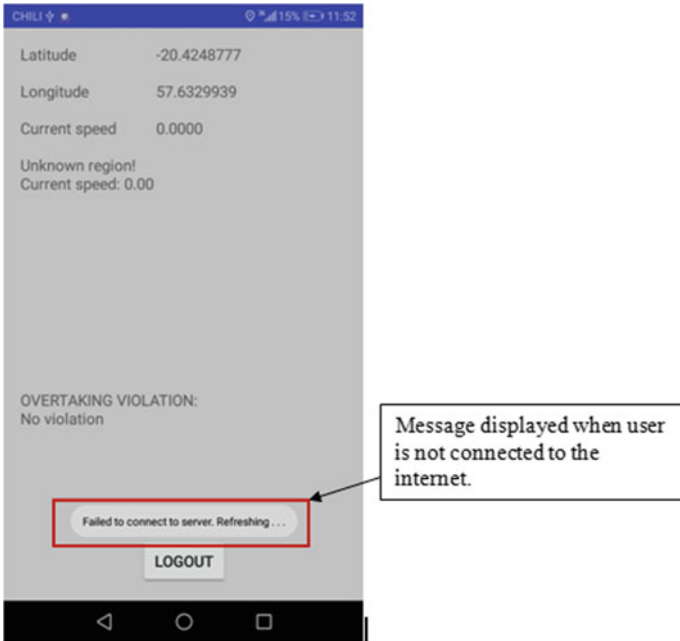 CHILI 15% 11:52
Latitude -20.4248777
Longitude 57.6329939
Current speed 0.0000
Unknown region!
Current speed: 0.00
OVERTAKING VIOLATION:
No violation
Message displayed when user
is not connected to the
internet.
Failed to connect to server. Refreshing . . .
LOGOUT